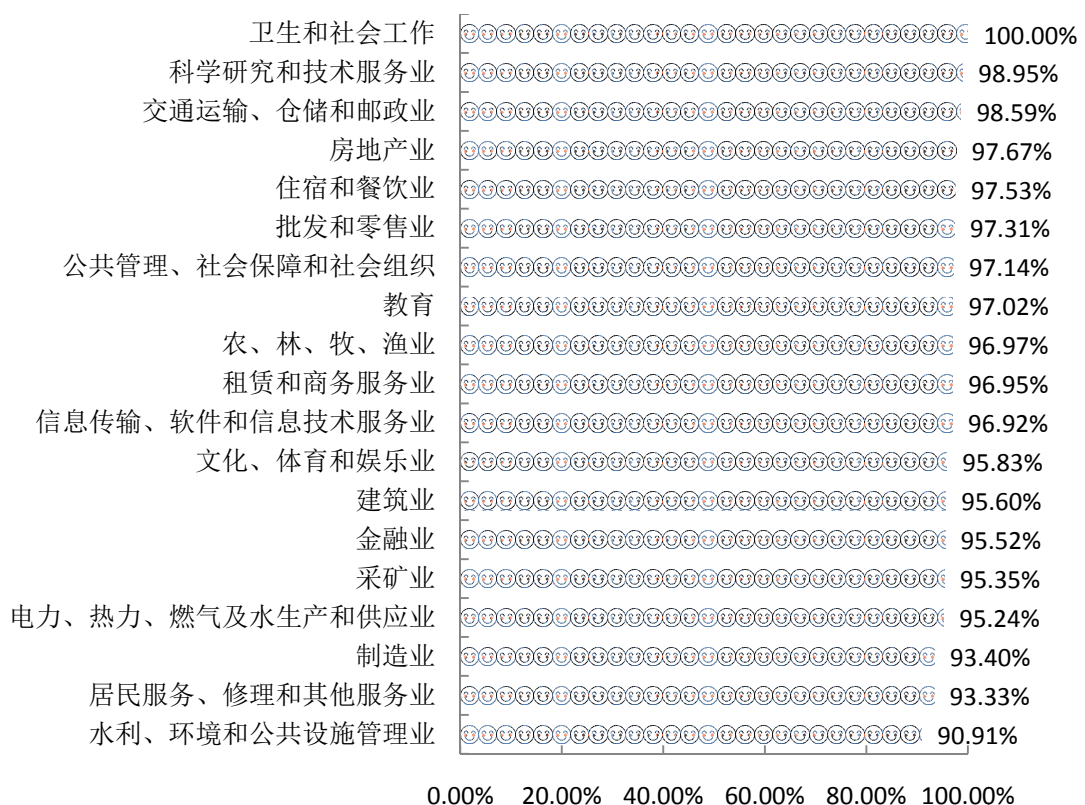 卫生和社会工作 100.00%
科学研究和技术服务业 98.95%
交通运输、仓储和邮政业 98.59%
房地产业 97.67%
住宿和餐饮业 97.53%
批发和零售业 97.31%
公共管理、社会保障和社会组织 97.14%
教育 97.02%
农、林、牧、渔业 96.97%
租赁和商务服务业 96.95%
信息传输、软件和信息技术服务业 96.92%
文化、体育和娱乐业 95.83%
建筑业 95.60%
金融业 95.52%
采矿业 95.35%
电力、热力、燃气及水生产和供应业 95.24%
制造业 93.40%
居民服务、修理和其他服务业 93.33%
水利、环境和公共设施管理业 90.91%
0.00% 20.00% 40.00% 60.00% 80.00% 100.00%